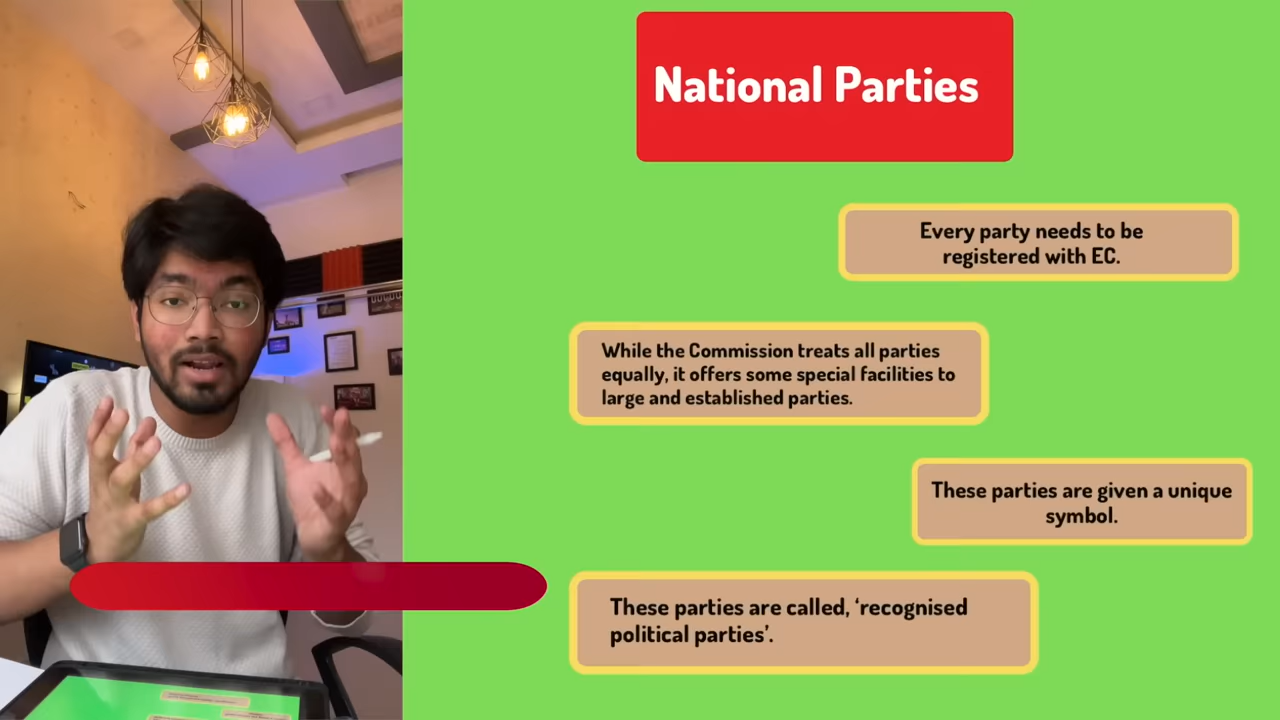 National Parties
Every party needs to be
registered with EC.
While the Commission treats all parties
equally, it offers some special facilities to
large and established parties.
These parties are given a unique
symbol.
These parties are called, ‘recognised
political parties’.